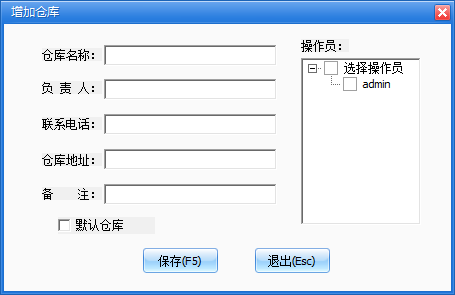 增加仓库
仓库名称：
负 责 人：
联系电话：
仓库地址：
备    注：
默认仓库
操作员：
选择操作员
admin
保存(F5)
退出(Esc)